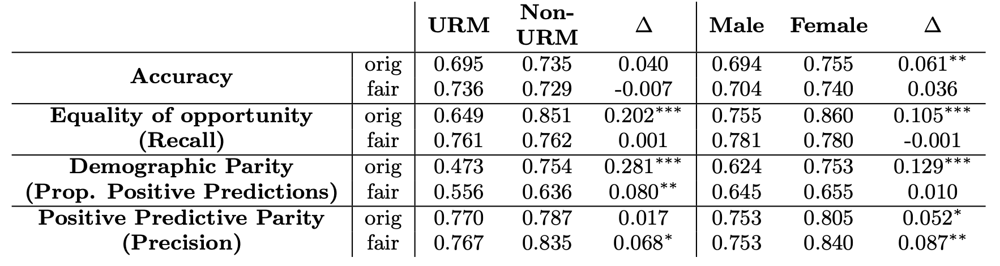 URM Non-URM Δ Male Female Δ
Accuracy orig 0.695 0.735 0.040 0.694 0.755 0.061**
fair 0.736 0.729 -0.007 0.704 0.740 0.036
Equality of opportunity orig 0.649 0.851 0.202*** 0.755 0.860 0.105***
(Recall) fair 0.761 0.762 0.001 0.781 0.780 -0.001
Demographic Parity orig 0.473 0.754 0.281*** 0.624 0.753 0.129***
(Prop. Positive Predictions) fair 0.556 0.636 0.080** 0.645 0.655 0.010
Positive Predictive Parity orig 0.770 0.787 0.017 0.753 0.805 0.052*
(Precision) fair 0.767 0.835 0.068* 0.753 0.840 0.087**